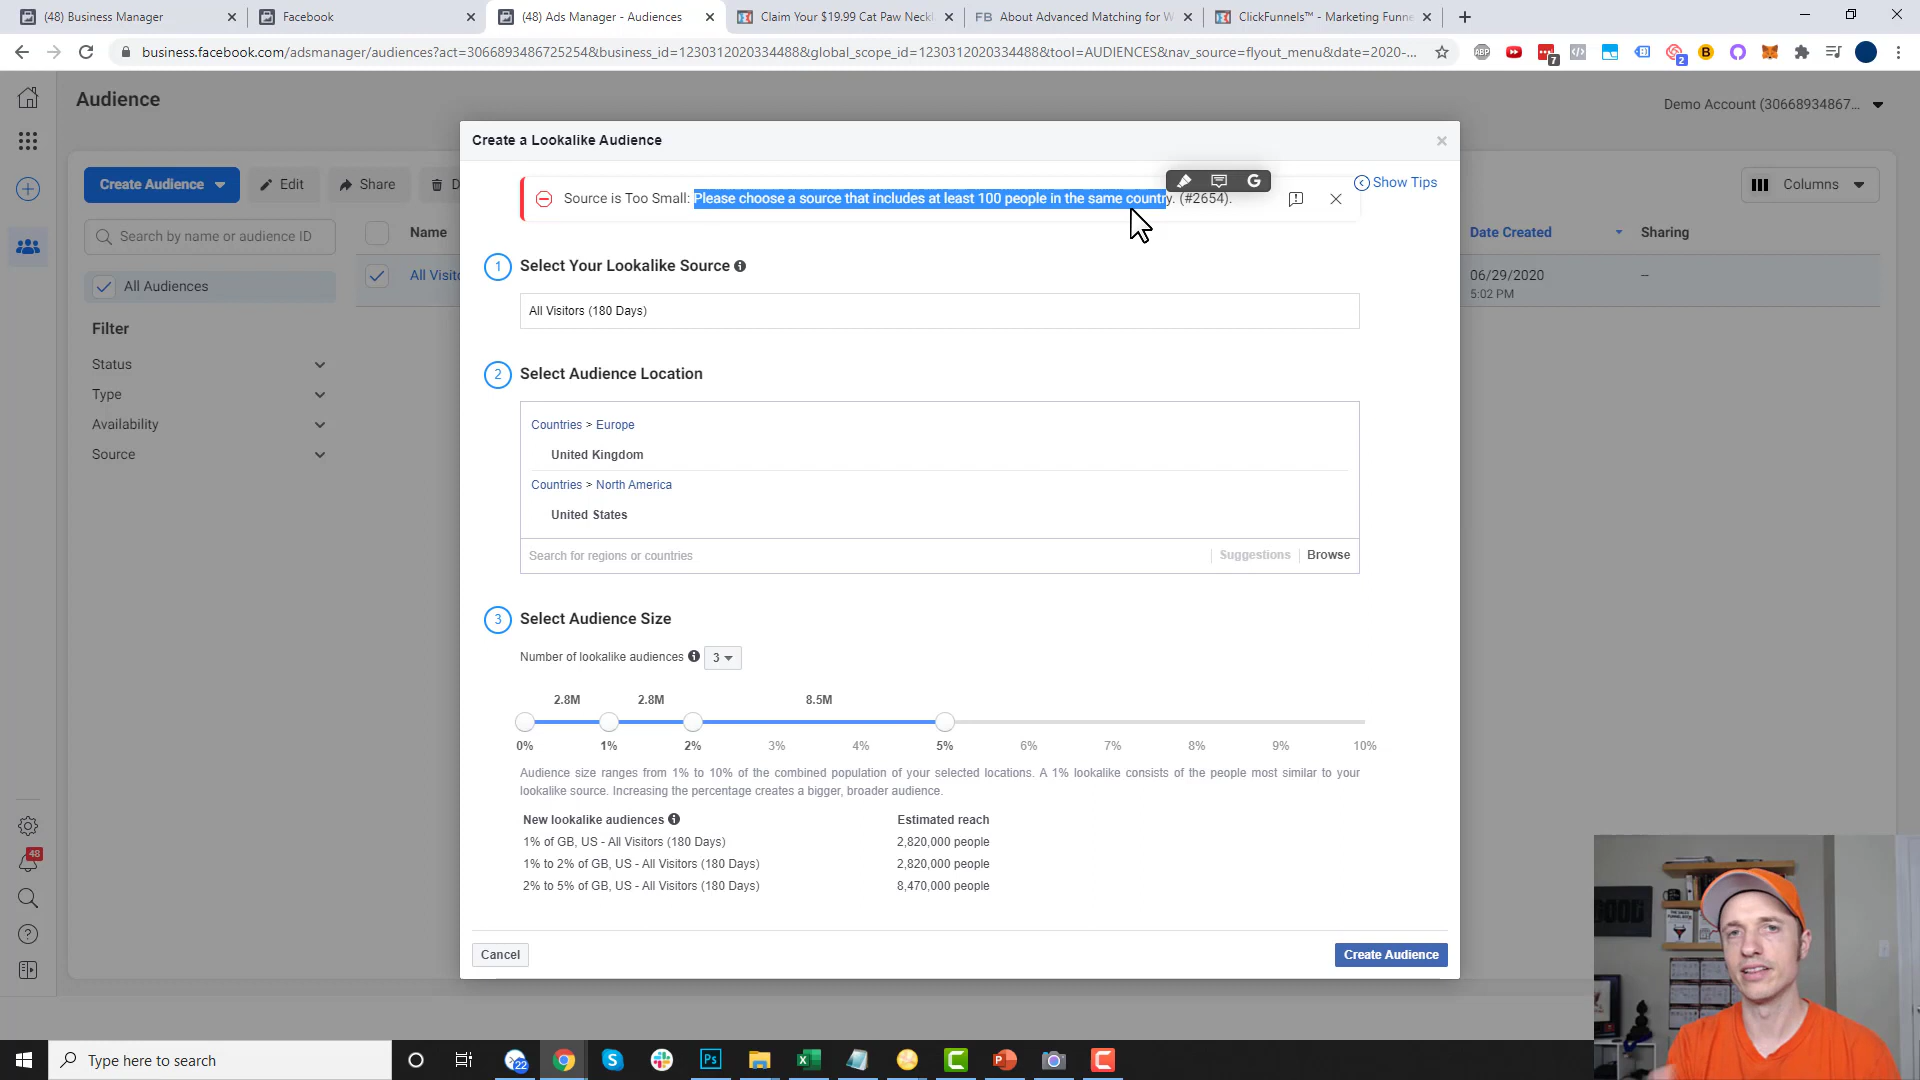 (48) Business Manager
Facebook
(48) Ads Manager - Audiences
Claim Your $19.99 Cat Paw Neckl
About Advanced Matching for W
ClickFunnels™ - Marketing Funne
business.facebook.com/adsmanager/audiences?act=3066893486725254&business_id=1230312020334488&global_scope_id=1230312020334488&tool=AUDIENCES&nav_source=flyout_menu&date=2020-...
Audience
Demo Account (30668934867...
Create a Lookalike Audience
Create Audience
Edit
Share
D
Source is Too Small: Please choose a source that includes at least 100 people in the same country. (#2654).
Show Tips
Columns
Search by name or audience ID
Name
Date Created
Sharing
All Audiences
All Visito
06/29/2020
5:02 PM
--
1
Select Your Lookalike Source
All Visitors (180 Days)
Filter
Status
Type
Availability
Source
2
Select Audience Location
Countries > Europe
United Kingdom
Countries > North America
United States
Search for regions or countries
Suggestions
Browse
3
Select Audience Size
Number of lookalike audiences
3
2.8M
2.8M
8.5M
0%
1%
2%
3%
4%
5%
6%
7%
8%
9%
10%
Audience size ranges from 1% to 10% of the combined population of your selected locations. A 1% lookalike consists of the people most similar to your
lookalike source. Increasing the percentage creates a bigger, broader audience.
New lookalike audiences
Estimated reach
1% of GB, US - All Visitors (180 Days)
2,820,000 people
1% to 2% of GB, US - All Visitors (180 Days)
2,820,000 people
2% to 5% of GB, US - All Visitors (180 Days)
8,470,000 people
48
Cancel
Create Audience
Type here to search
22